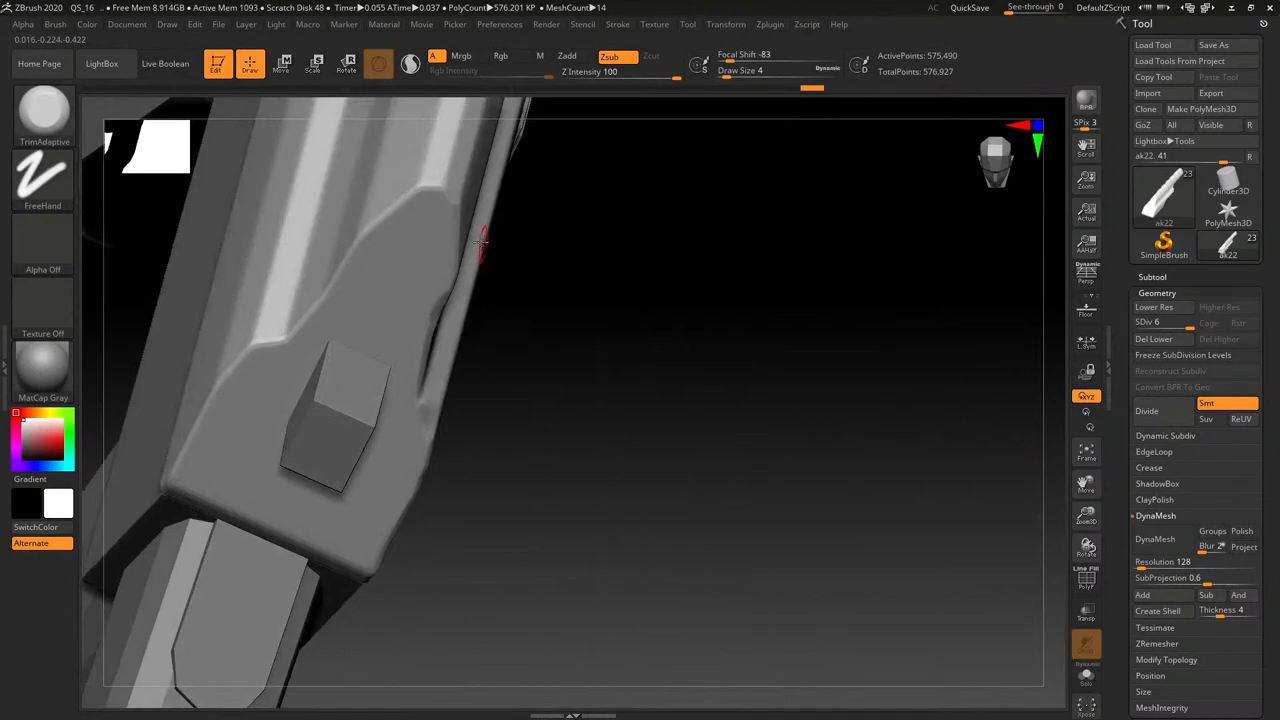 ZBrush 2020 QS_16 • Free Mem 8.914GB • Active Mem 1093 • Scratch Disk 48 • Timer▶0.055 ATime▶0.037 • PolyCount▶576.201 KP • MeshCount▶14 AC QuickSave See-through 0 Menus DefaultZScript
Alpha Brush Color Document Draw Edit File Layer Light Macro Marker Material Movie Picker Preferences Render Stencil Stroke Texture Tool Transform Zplugin Zscript Help
0.016,-0.224,-0.422
Home Page LightBox Live Boolean Edit Draw Move Scale Rotate A Mrgb Rgb M Zadd Zsub Zcut Focal Shift -83 ActivePoints: 575,490
Rgb Intensity Z Intensity 100 S Draw Size 4 Dynamic D TotalPoints: 576,927
TrimAdaptive
FreeHand
Alpha Off
Texture Off
MatCap Gray
Gradient
SwitchColor
Alternate
BPR
SPix 3
Scroll
Zoom
Actual
AAHalf
Dynamic
Persp
Floor
L.Sym
XYZ
Frame
Move
Zoom3D
Rotate
Line Fill
PolyF
Transp
Dynamic
Solo
Xpose
Tool
Load Tool Save As
Load Tools From Project
Copy Tool Paste Tool
Import Export
Clone Make PolyMesh3D
GoZ All Visible R
Lightbox▶Tools
ak22. 41 R
23
Cylinder3D
ak22 PolyMesh3D
23
SimpleBrush ak22
Subtool
Geometry
Lower Res Higher Res
SDiv 6 Cage Rstr
Del Lower Del Higher
Freeze SubDivision Levels
Reconstruct Subdiv
Convert BPR To Geo
Divide Smt
Suv ReUV
Dynamic Subdiv
EdgeLoop
Crease
ShadowBox
ClayPolish
DynaMesh
DynaMesh Groups Polish
Blur 2 Project
Resolution 128
SubProjection 0.6
Add Sub And
Create Shell Thickness 4
Tessimate
ZRemesher
Modify Topology
Position
Size
MeshIntegrity